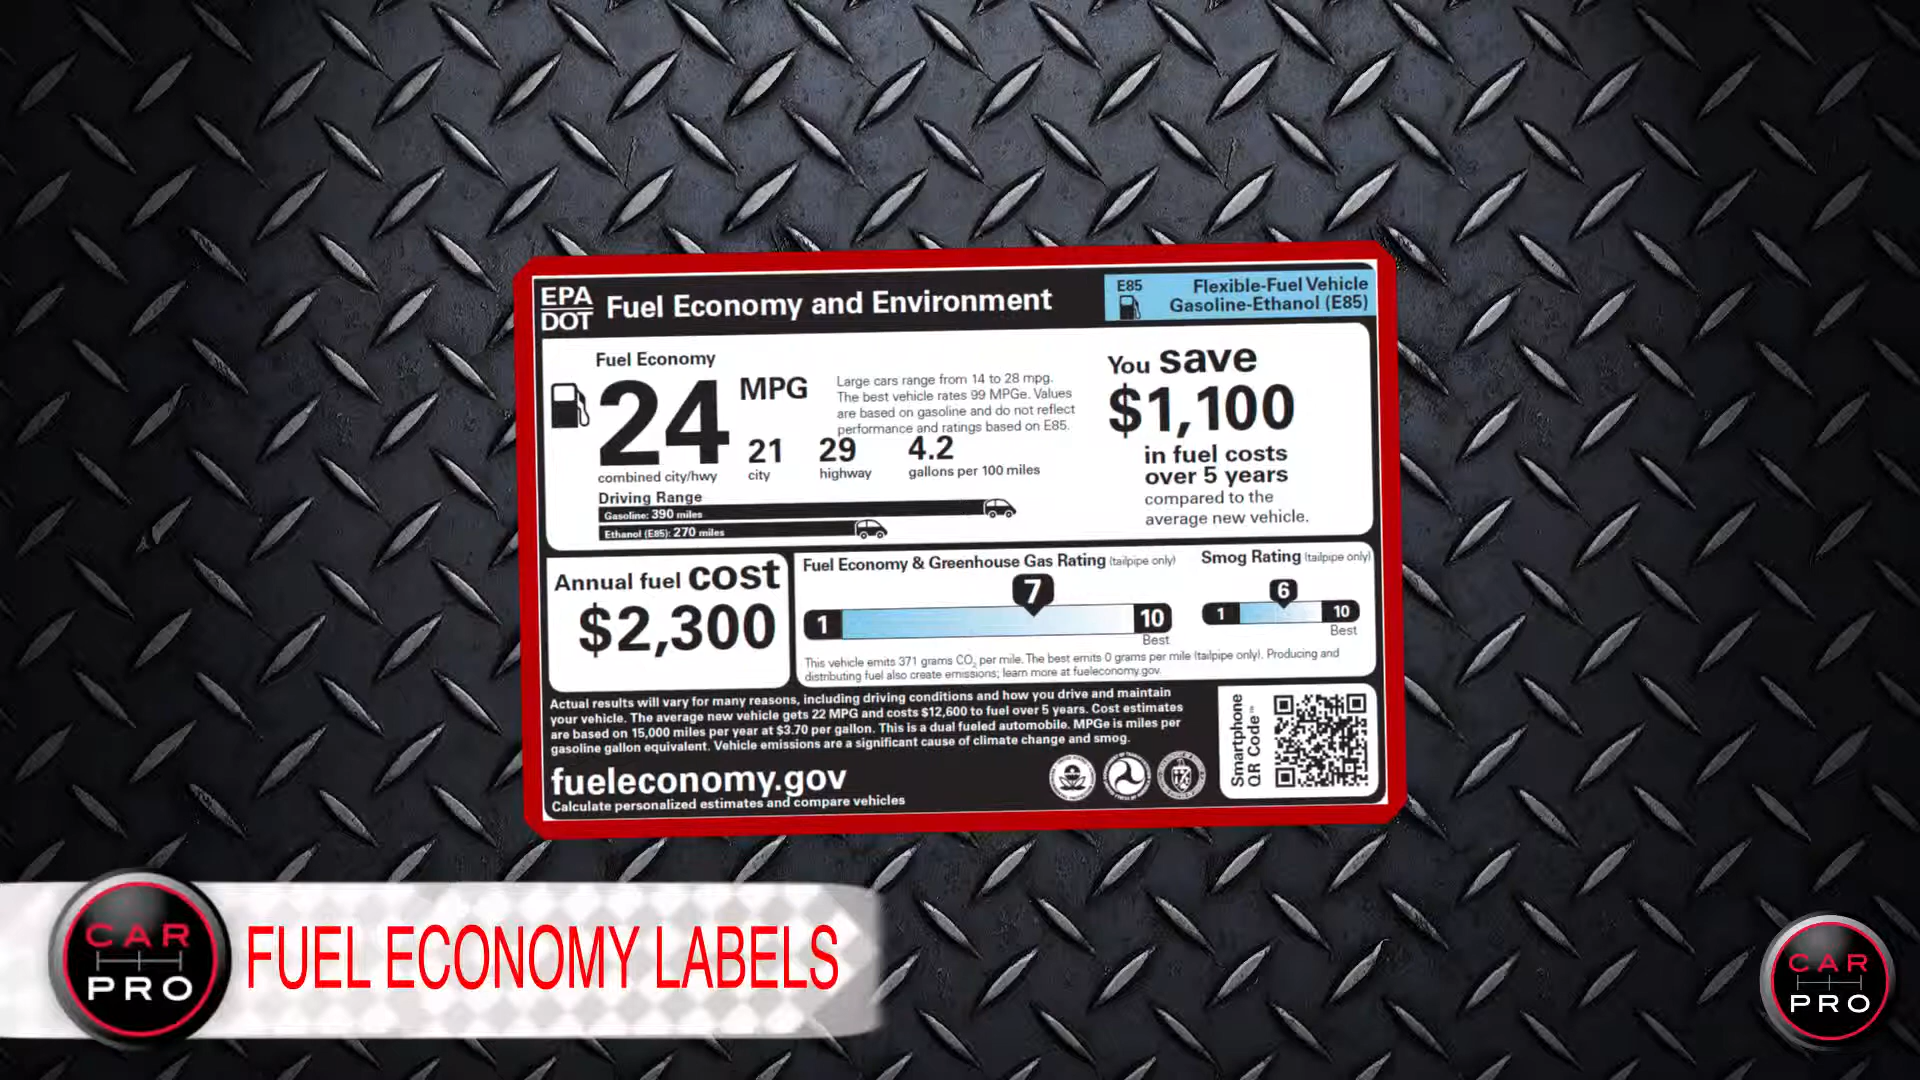 EPA
DOT
Fuel Economy and Environment
E85
Flexible-Fuel Vehicle
Gasoline-Ethanol (E85)
Fuel Economy
24
MPG
combined city/hwy
21
city
29
highway
4.2
gallons per 100 miles
Large cars range from 14 to 28 mpg.
The best vehicle rates 99 MPGe. Values
are based on gasoline and do not reflect
performance and ratings based on E85.
Driving Range
Gasoline: 390 miles
Ethanol (E85): 270 miles
You save
$1,100
in fuel costs
over 5 years
compared to the
average new vehicle.
Annual fuel cost
$2,300
Fuel Economy & Greenhouse Gas Rating (tailpipe only)
7
1
10
Best
Smog Rating (tailpipe only)
6
1
10
Best
This vehicle emits 371 grams CO₂ per mile. The best emits 0 grams per mile (tailpipe only). Producing and
distributing fuel also create emissions; learn more at fueleconomy.gov.
Actual results will vary for many reasons, including driving conditions and how you drive and maintain
your vehicle. The average new vehicle gets 22 MPG and costs $12,600 to fuel over 5 years. Cost estimates
are based on 15,000 miles per year at $3.70 per gallon. This is a dual fueled automobile. MPGe is miles per
gasoline gallon equivalent. Vehicle emissions are a significant cause of climate change and smog.
fueleconomy.gov
Calculate personalized estimates and compare vehicles
Smartphone
QR Code™
CAR
PRO
FUEL ECONOMY LABELS
CAR
PRO